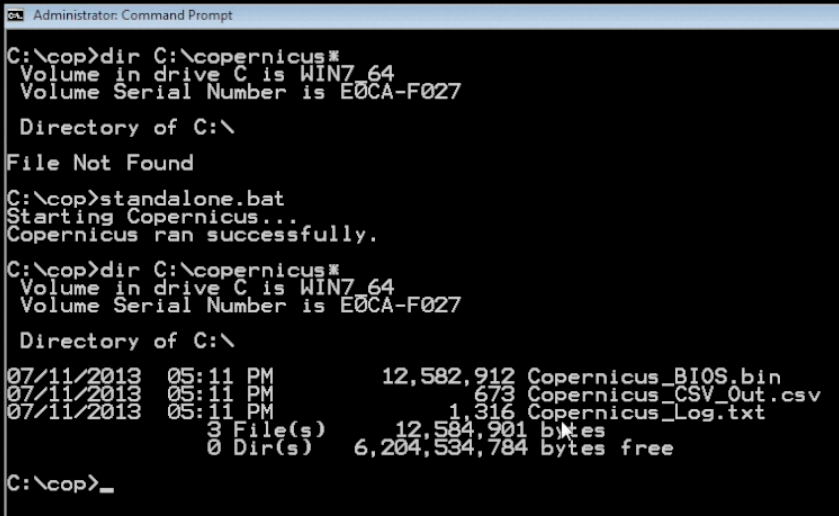 Administrator: Command Prompt
C:\cop>dir C:\copernicus*
Volume in drive C is WIN7_64
Volume Serial Number is E0CA-F027
Directory of C:\
File Not Found
C:\cop>standalone.bat
Starting Copernicus...
Copernicus ran successfully.
C:\cop>dir C:\copernicus*
Volume in drive C is WIN7_64
Volume Serial Number is E0CA-F027
Directory of C:\
07/11/2013 05:11 PM 12,582,912 Copernicus_BIOS.bin
07/11/2013 05:11 PM 673 Copernicus_CSV_Out.csv
07/11/2013 05:11 PM 1,316 Copernicus_Log.txt
3 File(s) 12,584,901 bytes
0 Dir(s) 6,204,534,784 bytes free
C:\cop>_